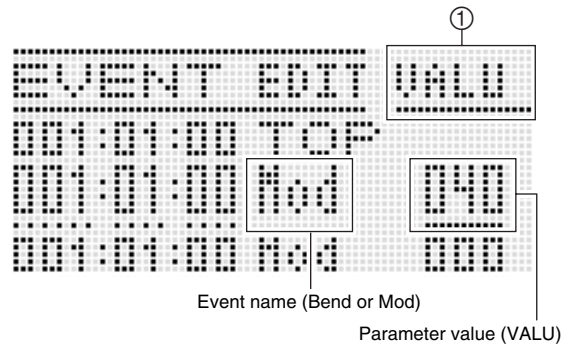 ①
EVENT EDIT VALU
001:01:00 TOP
001:01:00 Mod 040
001:01:00 Mod 000
Event name (Bend or Mod)
Parameter value (VALU)